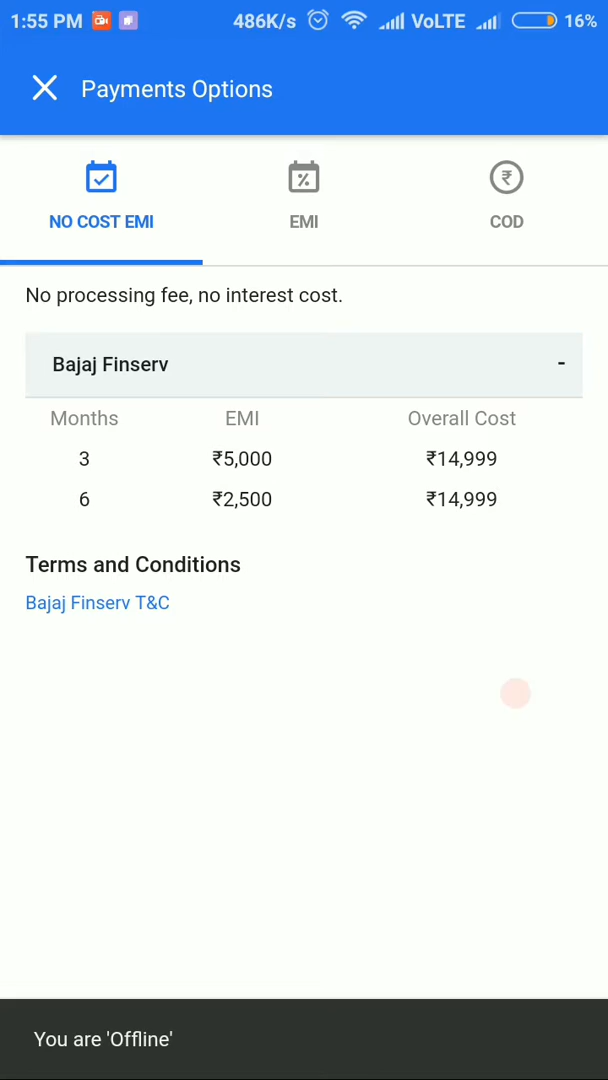 1:55 PM 486K/s VoLTE 16%
Payments Options
NO COST EMI EMI COD
No processing fee, no interest cost.
Bajaj Finserv -
Months EMI Overall Cost
3 ₹5,000 ₹14,999
6 ₹2,500 ₹14,999
Terms and Conditions
Bajaj Finserv T&C
You are 'Offline'